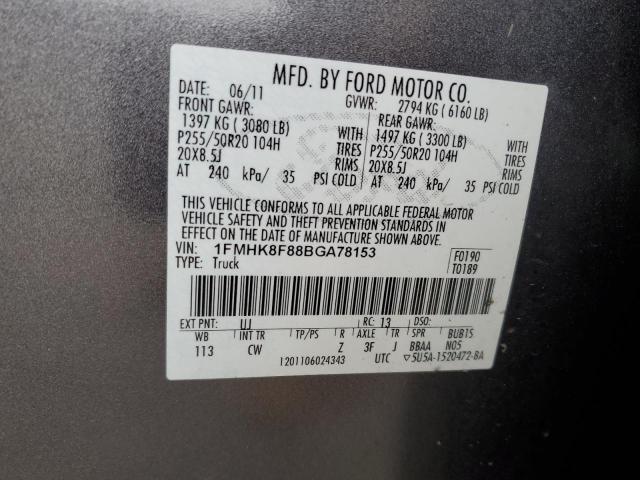 MFD. BY FORD MOTOR CO.
DATE: 06/11 GVWR: 2794 KG ( 6160 LB)
FRONT GAWR: REAR GAWR:
1397 KG ( 3080 LB) WITH 1497 KG ( 3300 LB) WITH
P255/50R20 104H TIRES P255/50R20 104H TIRES
20X8.5J RIMS 20X8.5J RIMS
AT 240 kPa/ 35 PSI COLD AT 240 kPa/ 35 PSI COLD
THIS VEHICLE CONFORMS TO ALL APPLICABLE FEDERAL MOTOR
VEHICLE SAFETY AND THEFT PREVENTION STANDARDS IN
EFFECT ON THE DATE OF MANUFACTURE SHOWN ABOVE.
VIN: 1FMHK8F88BGA78153 F0190
TYPE: Truck T0189
EXT PNT: UJ RC: 13 DSO:
WB INT TR TP/PS R AXLE TR SPR BUBTS
113 CW Z 3F J BBAA N05
1201106024343 UTC ▽5U5A-1520472-BA